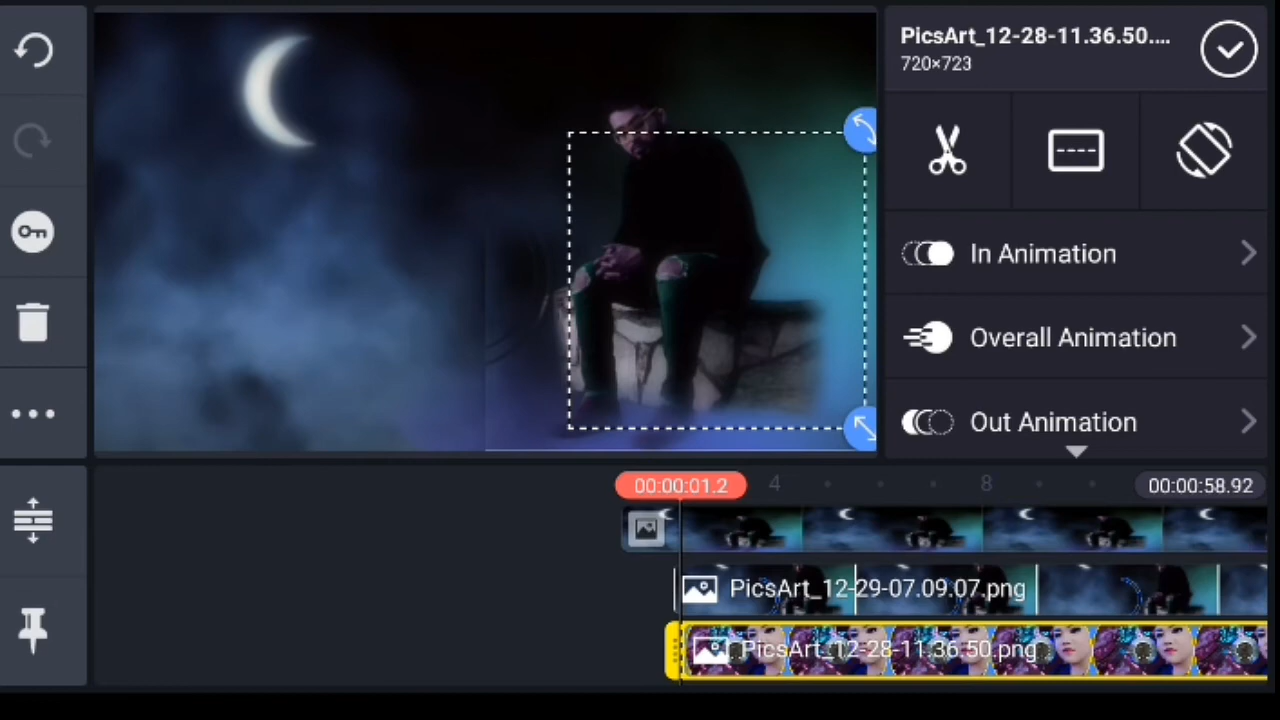 PicsArt_12-28-11.36.50....
720×723
In Animation
Overall Animation
Out Animation
00:00:01.2
4
8
00:00:58.92
PicsArt_12-29-07.09.07.png
PicsArt_12-28-11.36.50.png